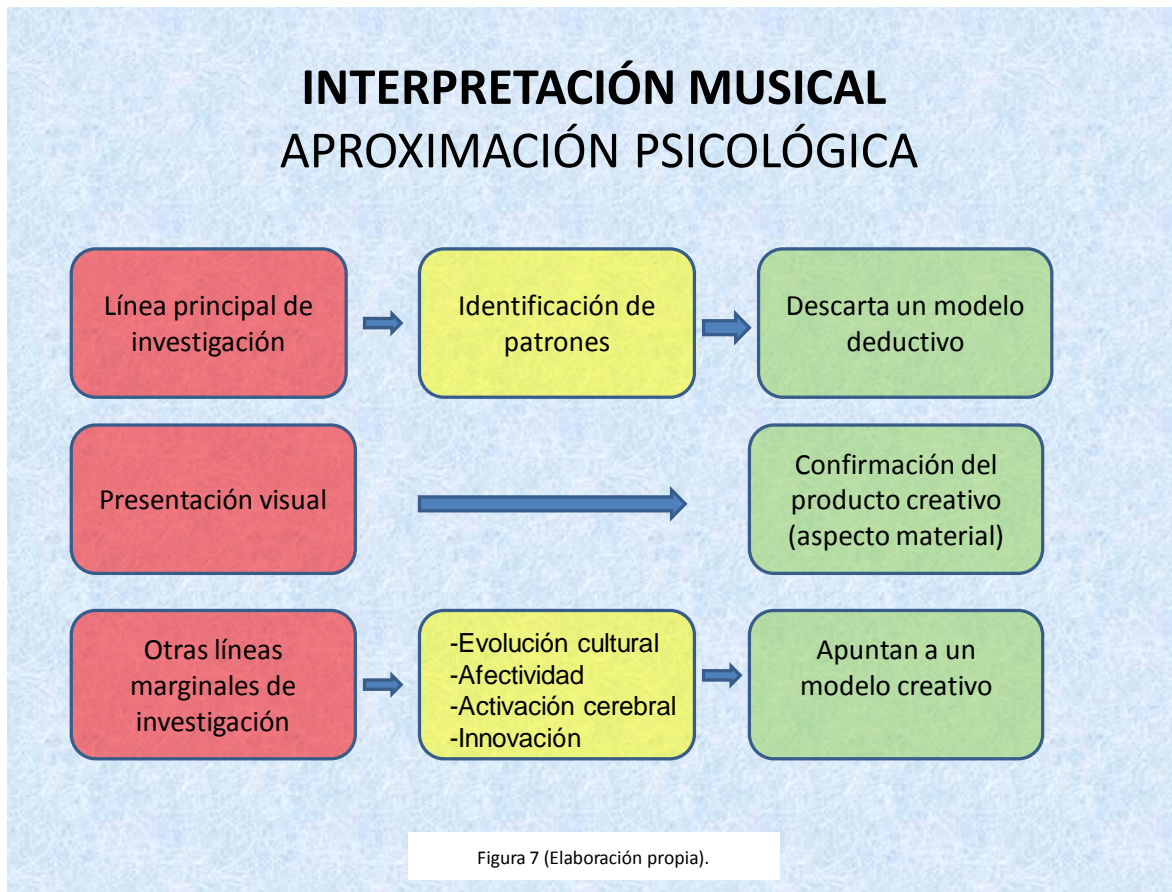 INTERPRETACIÓN MUSICAL
APROXIMACIÓN PSICOLÓGICA
Línea principal de
investigación
Identificación de
patrones
Descarta un modelo
deductivo
Presentación visual
Confirmación del
producto creativo
(aspecto material)
Otras líneas
marginales de
investigación
-Evolución cultural
-Afectividad
-Activación cerebral
-Innovación
Apuntan a un
modelo creativo
Figura 7 (Elaboración propia).